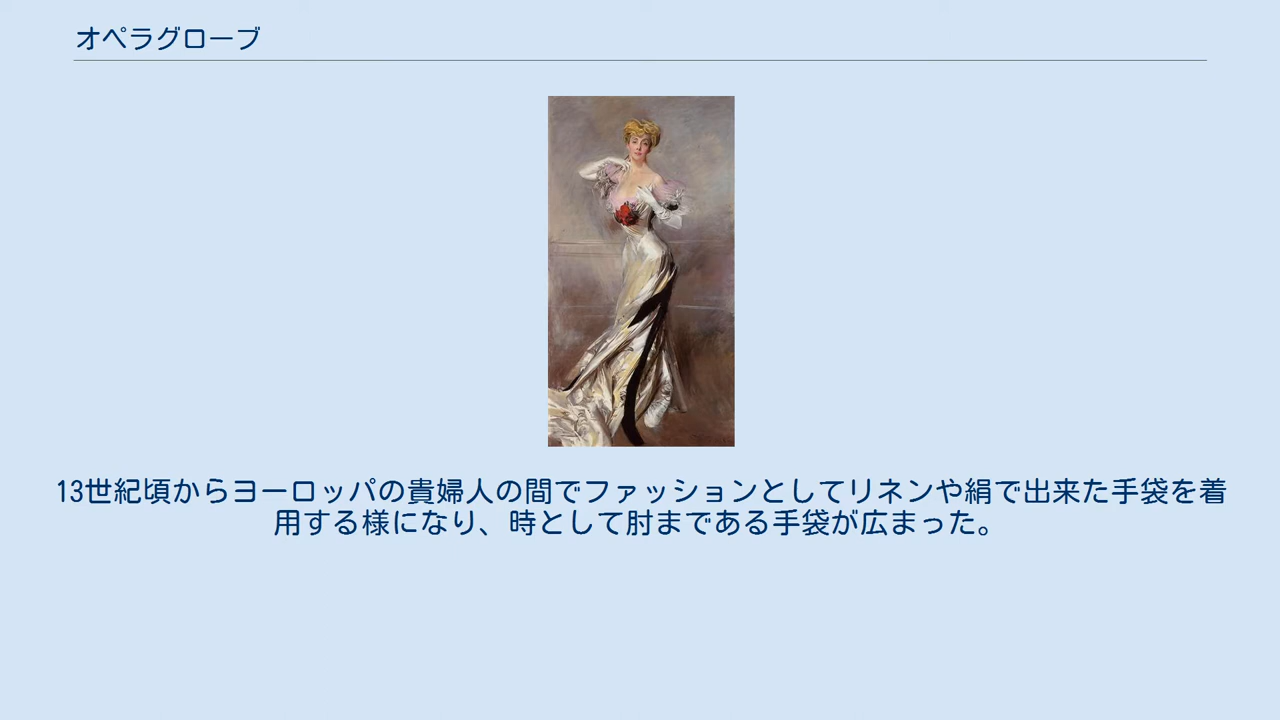 オペラグローブ
13世紀頃からヨーロッパの貴婦人の間でファッションとしてリネンや絹で出来た手袋を着
用する様になり、時として肘まである手袋が広まった。